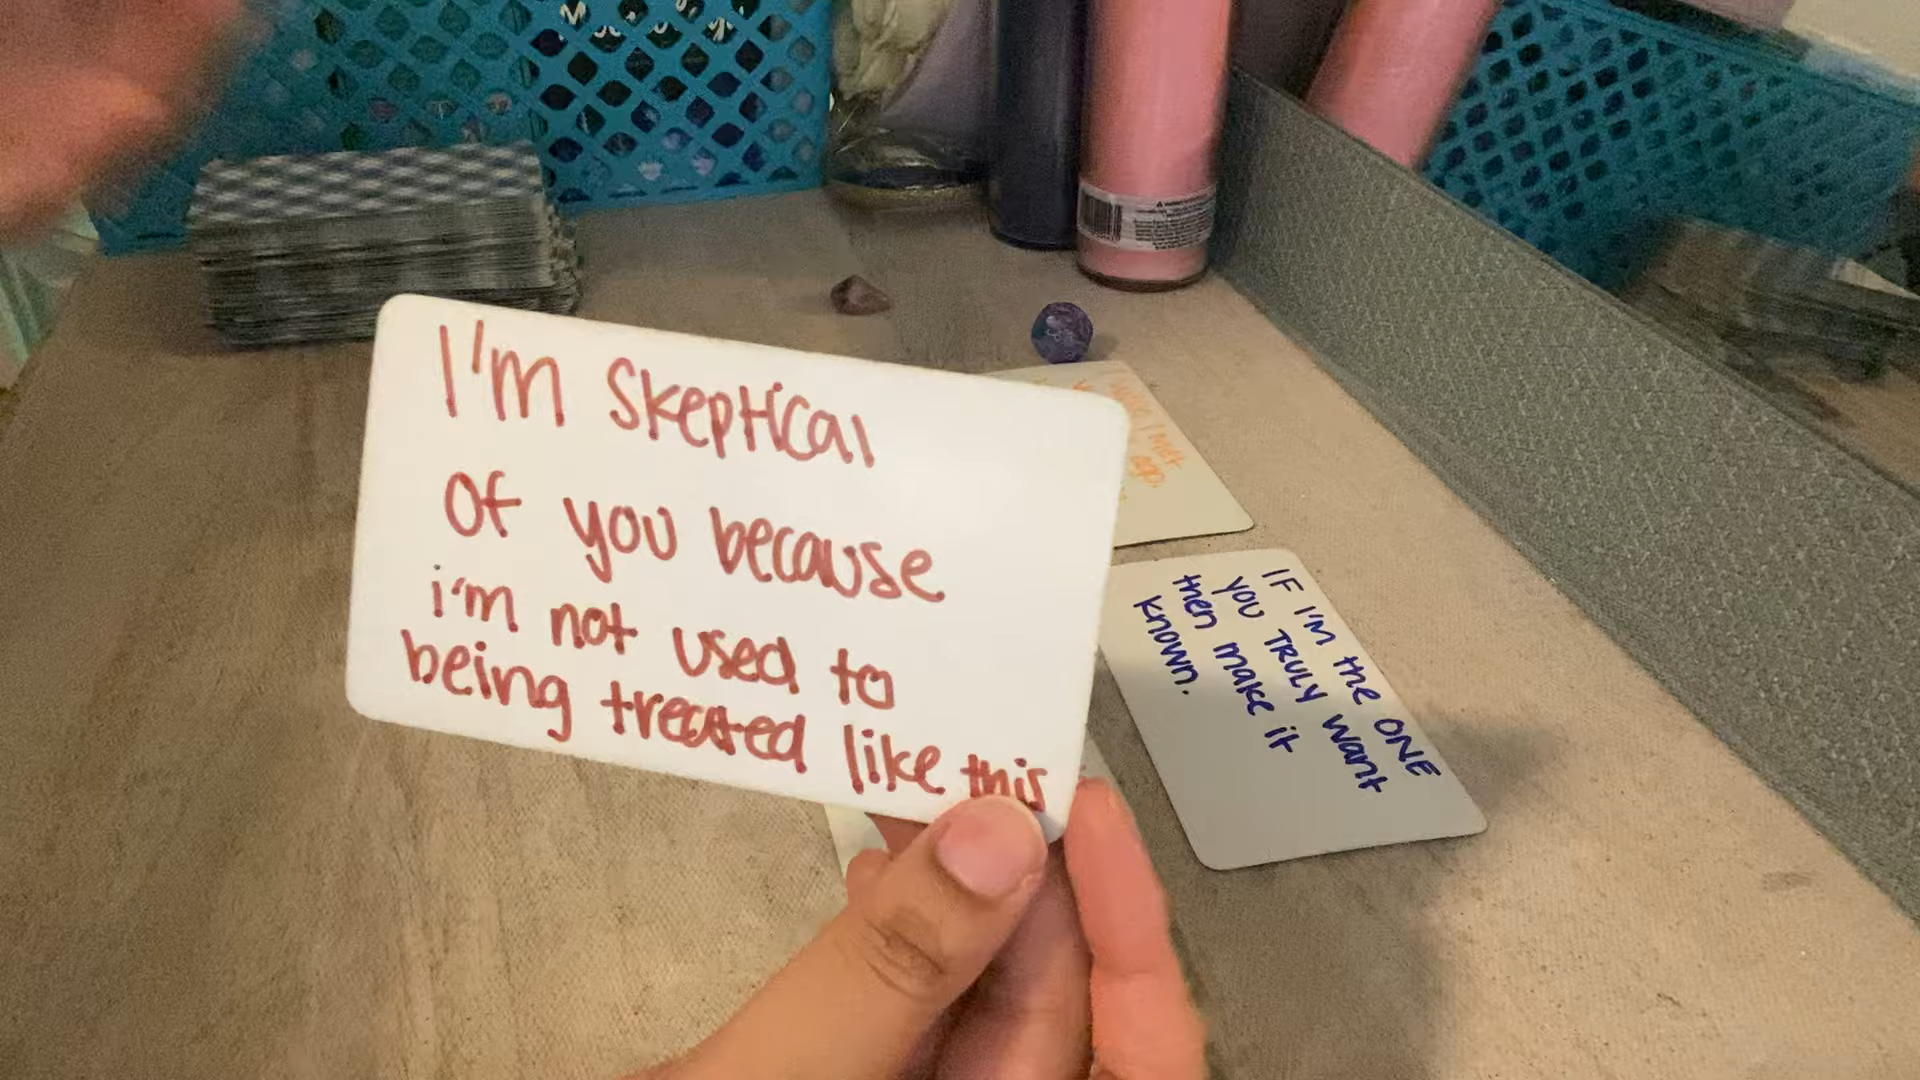 I'm skeptical
Of you because
i'm not used to
being treated like this
IF I'M the ONE
you TRULY want
then make it
known.